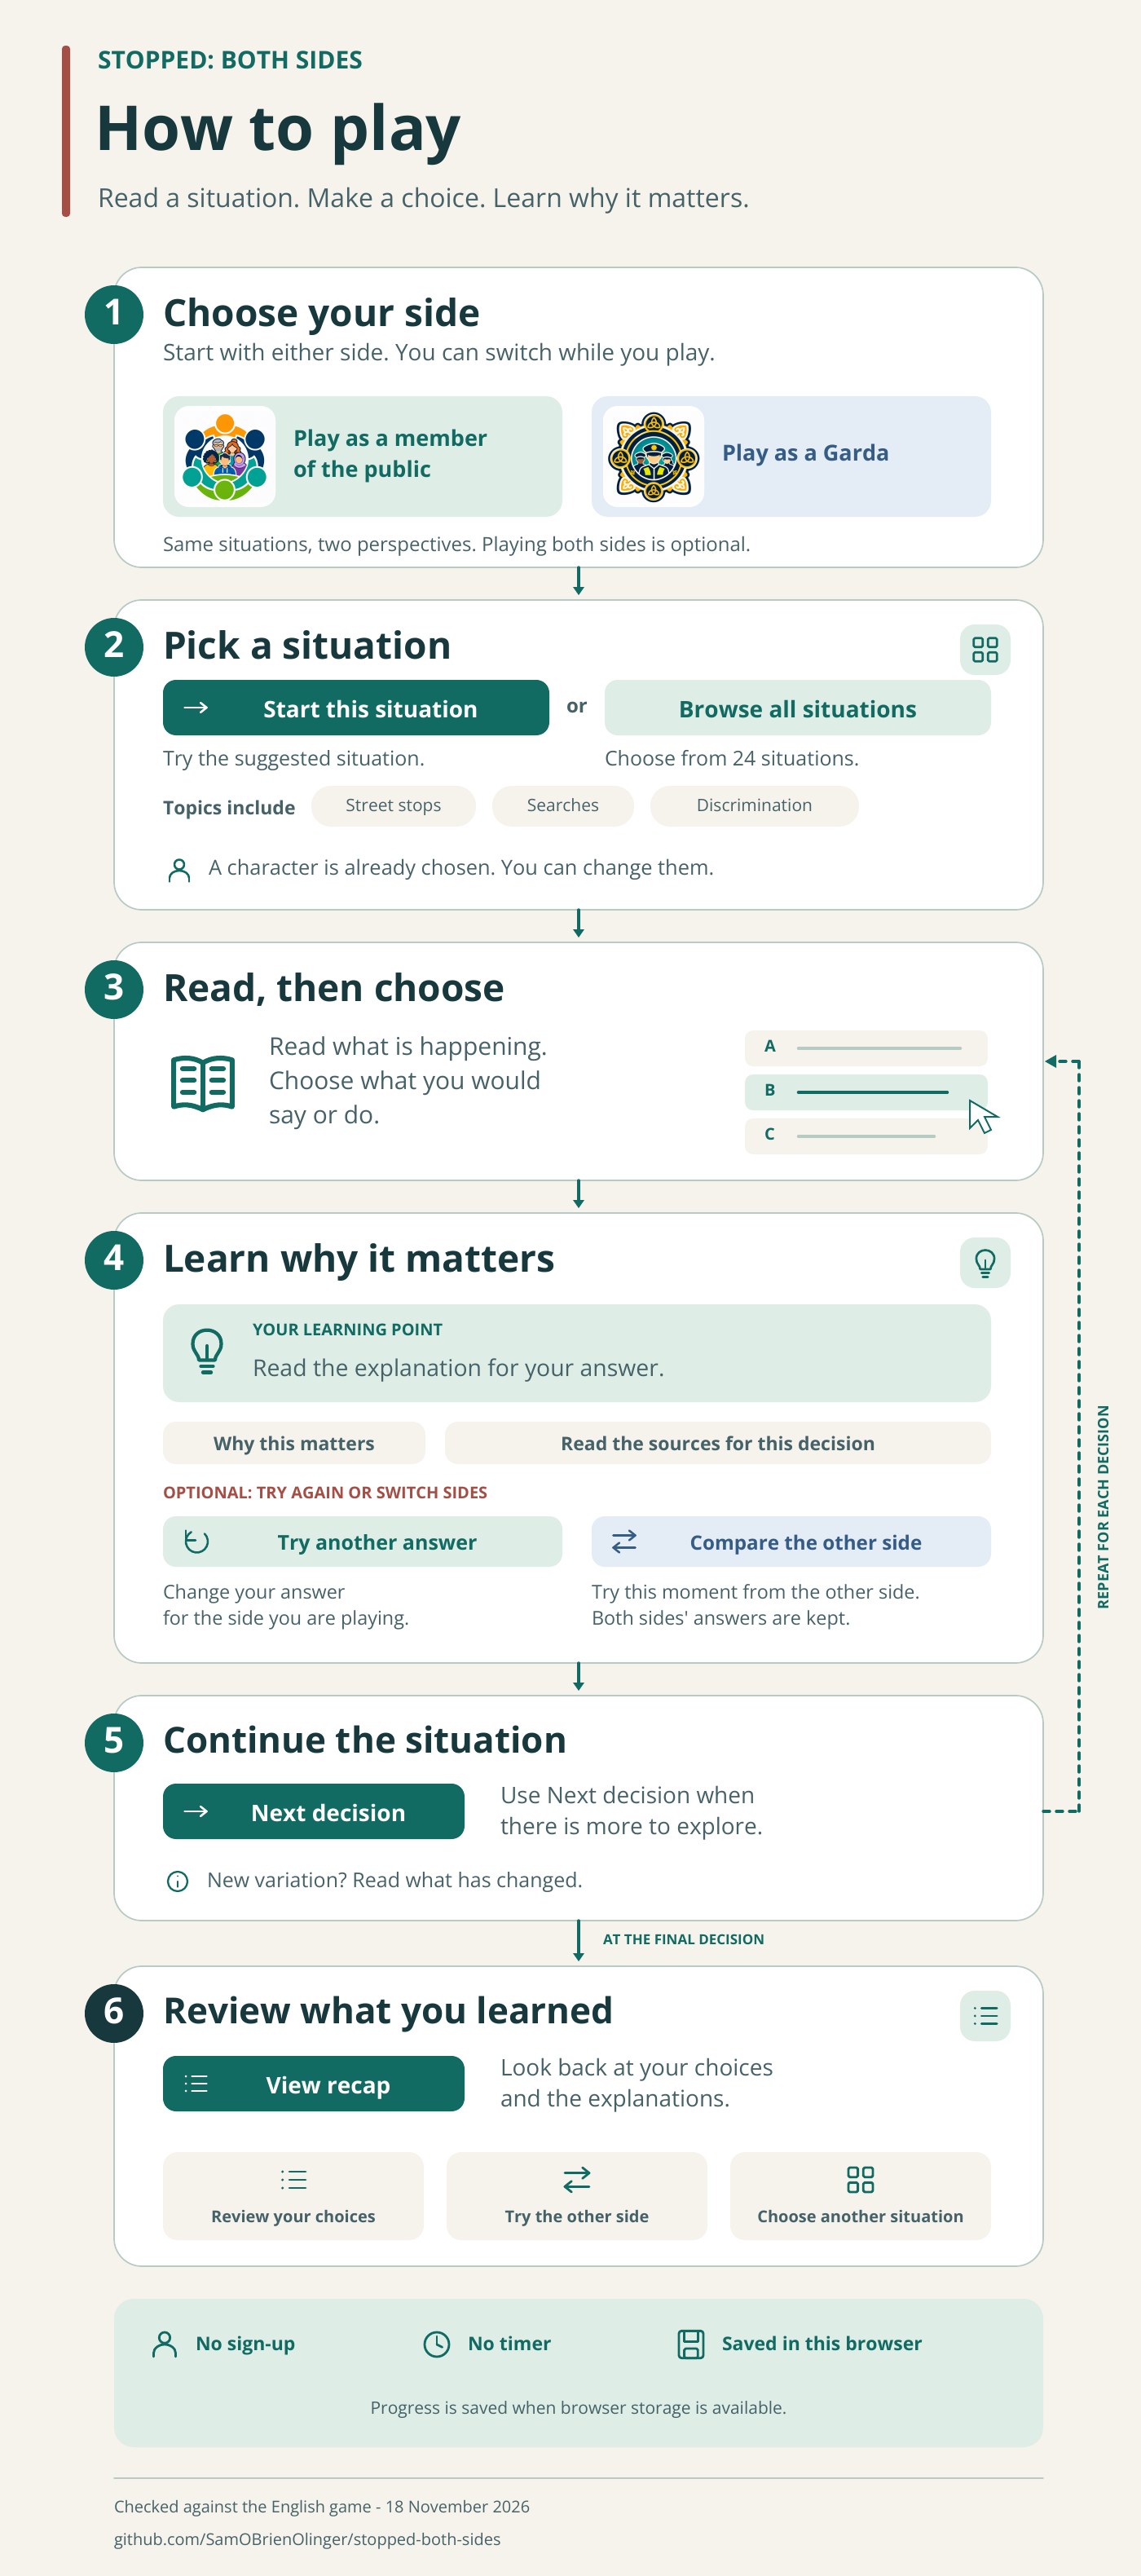 STOPPED: BOTH SIDES
How to play
Read a situation. Make a choice. Learn why it matters.
1
Choose your side
Start with either side. You can switch while you play.
Play as a member
of the public
Play as a Garda
Same situations, two perspectives. Playing both sides is optional.
2
Pick a situation
Start this situation
or
Browse all situations
Try the suggested situation.
Choose from 24 situations.
Topics include
Street stops
Searches
Discrimination
A character is already chosen. You can change them.
3
Read, then choose
Read what is happening.
Choose what you would
say or do.
A
B
C
4
Learn why it matters
YOUR LEARNING POINT
Read the explanation for your answer.
Why this matters
Read the sources for this decision
OPTIONAL: TRY AGAIN OR SWITCH SIDES
Try another answer
Compare the other side
Change your answer
for the side you are playing.
Try this moment from the other side.
Both sides' answers are kept.
REPEAT FOR EACH DECISION
5
Continue the situation
Next decision
Use Next decision when
there is more to explore.
New variation? Read what has changed.
AT THE FINAL DECISION
6
Review what you learned
View recap
Look back at your choices
and the explanations.
Review your choices
Try the other side
Choose another situation
No sign-up
No timer
Saved in this browser
Progress is saved when browser storage is available.
Checked against the English game - 18 November 2026
github.com/SamOBrienOlinger/stopped-both-sides